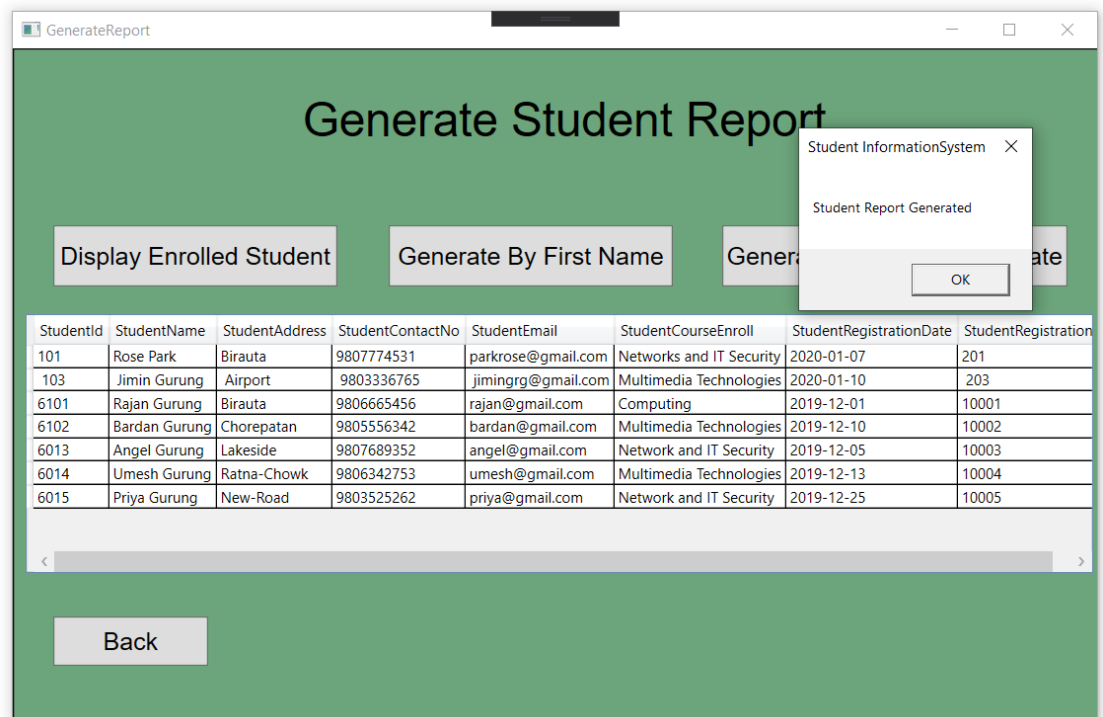 GenerateReport
Generate Student Report
Student InformationSystem
Student Report Generated
OK
Display Enrolled Student
Generate By First Name
StudentId StudentName StudentAddress StudentContactNo StudentEmail StudentCourseEnroll StudentRegistrationDate StudentRegistration
101 Rose Park Birauta 9807774531 parkrose@gmail.com Networks and IT Security 2020-01-07 201
103 Jimin Gurung Airport 9803336765 jimingrg@gmail.com Multimedia Technologies 2020-01-10 203
6101 Rajan Gurung Birauta 9806665456 rajan@gmail.com Computing 2019-12-01 10001
6102 Bardan Gurung Chorepatan 9805556342 bardan@gmail.com Multimedia Technologies 2019-12-10 10002
6013 Angel Gurung Lakeside 9807689352 angel@gmail.com Network and IT Security 2019-12-05 10003
6014 Umesh Gurung Ratna-Chowk 9806342753 umesh@gmail.com Multimedia Technologies 2019-12-13 10004
6015 Priya Gurung New-Road 9803525262 priya@gmail.com Network and IT Security 2019-12-25 10005
Back